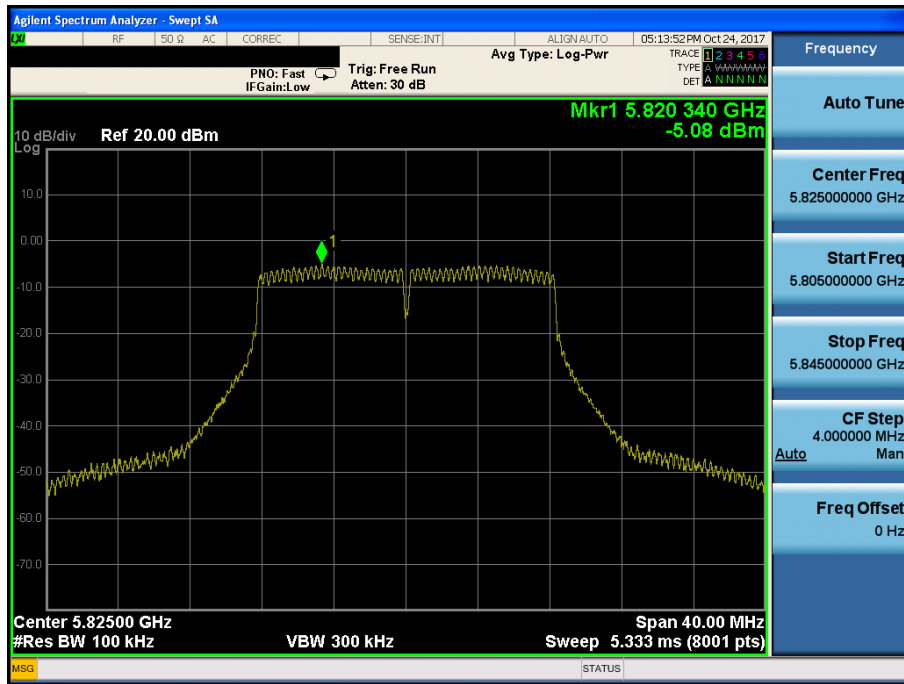 Agilent Spectrum Analyzer - Swept SA
LXI RF 50 Ω AC CORREC SENSE:INT ALIGNAUTO 05:13:52 PM Oct 24, 2017
PNO: Fast Trig: Free Run Avg Type: Log-Pwr TRACE 1 2 3 4 5 6
IFGain:Low Atten: 30 dB TYPE A WWWWW
DET A N N N N N
Frequency
Mkr1 5.820 340 GHz
-5.08 dBm
10 dB/div Ref 20.00 dBm
Log
10.0
0.00
-10.0
-20.0
-30.0
-40.0
-50.0
-60.0
-70.0
1
Center 5.82500 GHz Span 40.00 MHz
#Res BW 100 kHz VBW 300 kHz Sweep 5.333 ms (8001 pts)
MSG STATUS
Auto Tune
Center Freq
5.825000000 GHz
Start Freq
5.805000000 GHz
Stop Freq
5.845000000 GHz
CF Step
4.000000 MHz
Auto Man
Freq Offset
0 Hz